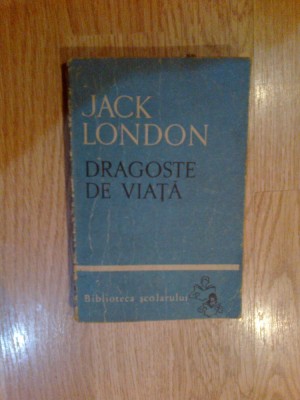 JACK
LONDON
DRAGOSTE
DE VIAȚĂ
Biblioteca școlarului